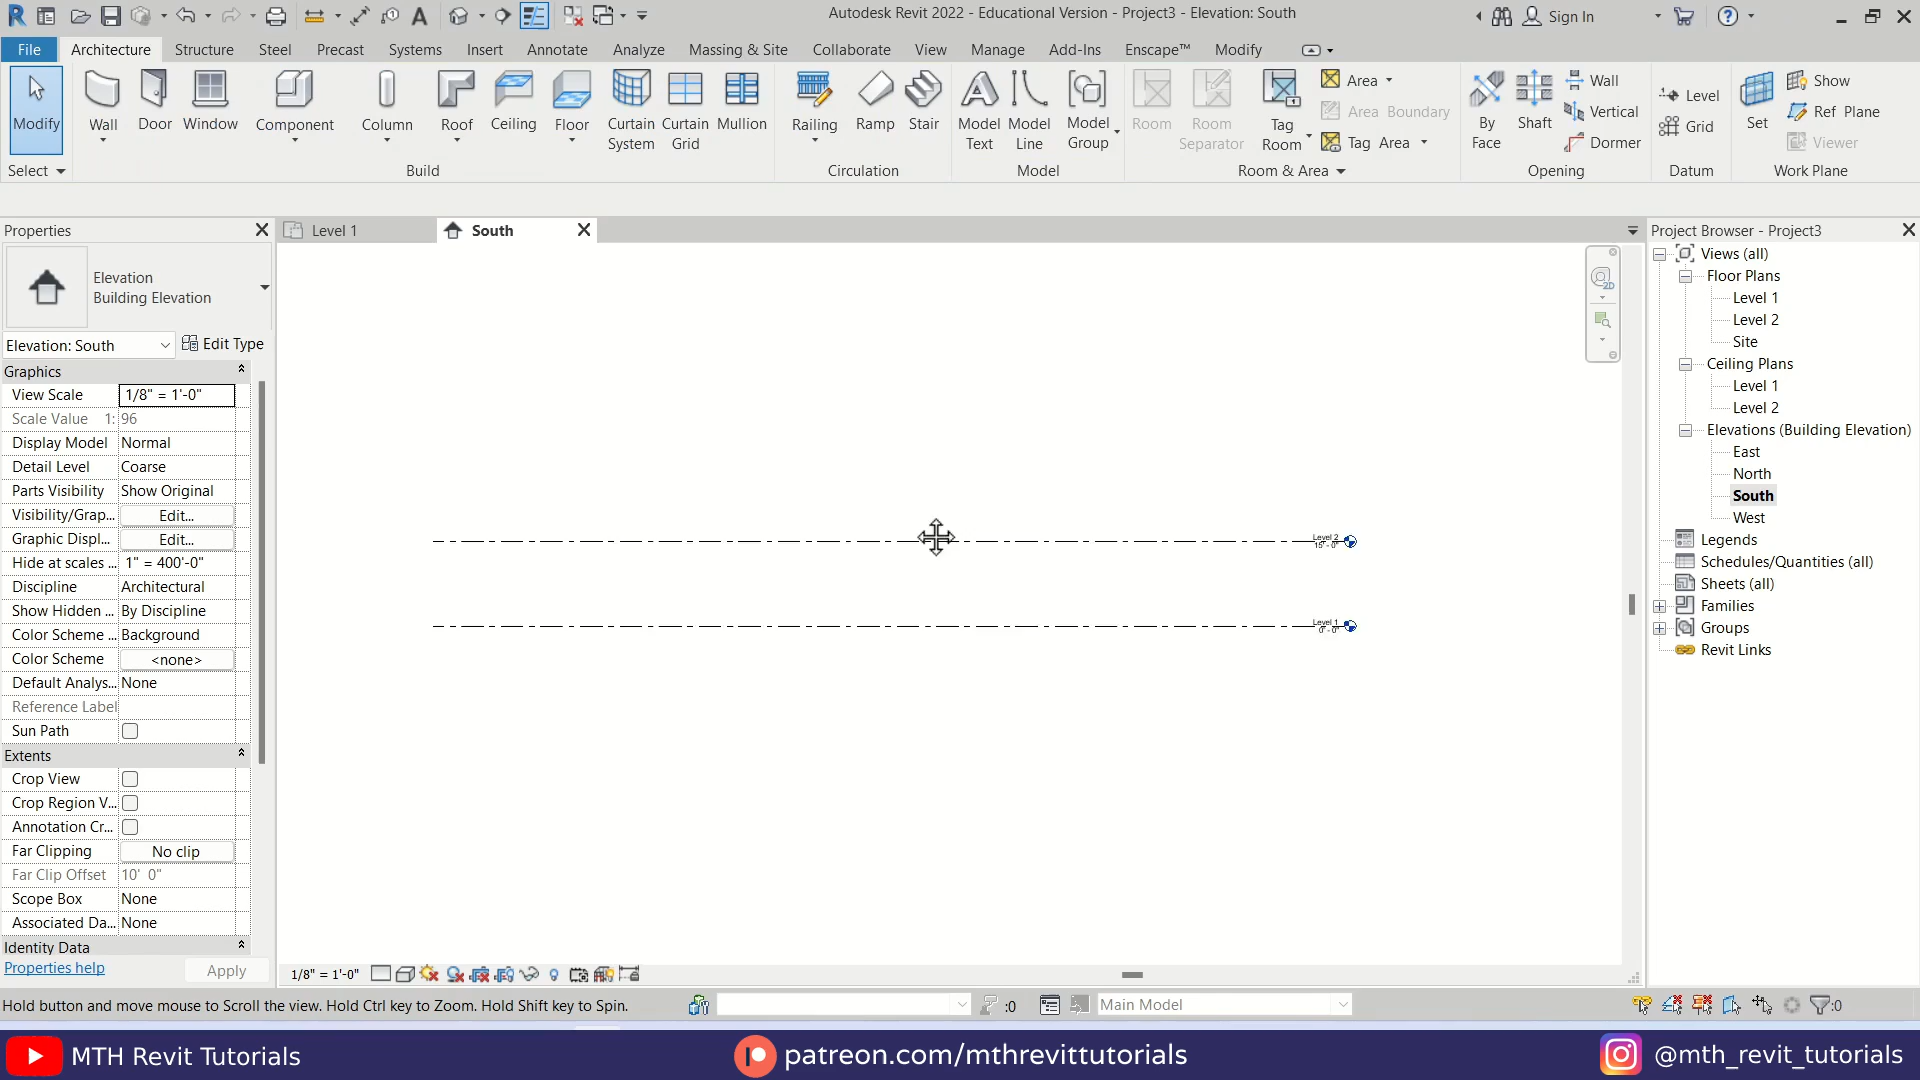 Autodesk Revit 2022 - Educational Version - Project3 - Elevation: South
Sign In
File Architecture Structure Steel Precast Systems Insert Annotate Analyze Massing & Site Collaborate View Manage Add-Ins Enscape™ Modify
Modify
Wall
Door
Window
Component
Column
Roof
Ceiling
Floor
Curtain System
Curtain Grid
Mullion
Railing
Ramp
Stair
Model Text
Model Line
Model Group
Room
Room Separator
Tag Room
Area
Area Boundary
Tag Area
By Face
Shaft
Wall
Vertical
Dormer
Level
Grid
Set
Show
Ref Plane
Viewer
Select
Build
Circulation
Model
Room & Area
Opening
Datum
Work Plane
Properties
Elevation
Building Elevation
Elevation: South
Edit Type
Graphics
View Scale 1/8" = 1'-0"
Scale Value 1: 96
Display Model Normal
Detail Level Coarse
Parts Visibility Show Original
Visibility/Grap... Edit...
Graphic Displ... Edit...
Hide at scales ... 1" = 400'-0"
Discipline Architectural
Show Hidden ... By Discipline
Color Scheme ... Background
Color Scheme <none>
Default Analys... None
Reference Label
Sun Path
Extents
Crop View
Crop Region V...
Annotation Cr...
Far Clipping No clip
Far Clip Offset 10' 0"
Scope Box None
Associated Da... None
Identity Data
Properties help
Apply
Level 1
South
2D
Level 2
15' - 0"
Level 1
0' - 0"
1/8" = 1'-0"
Project Browser - Project3
Views (all)
Floor Plans
Level 1
Level 2
Site
Ceiling Plans
Level 1
Level 2
Elevations (Building Elevation)
East
North
South
West
Legends
Schedules/Quantities (all)
Sheets (all)
Families
Groups
Revit Links
Hold button and move mouse to Scroll the view. Hold Ctrl key to Zoom. Hold Shift key to Spin.
:0
Main Model
:0
MTH Revit Tutorials
patreon.com/mthrevittutorials
@mth_revit_tutorials